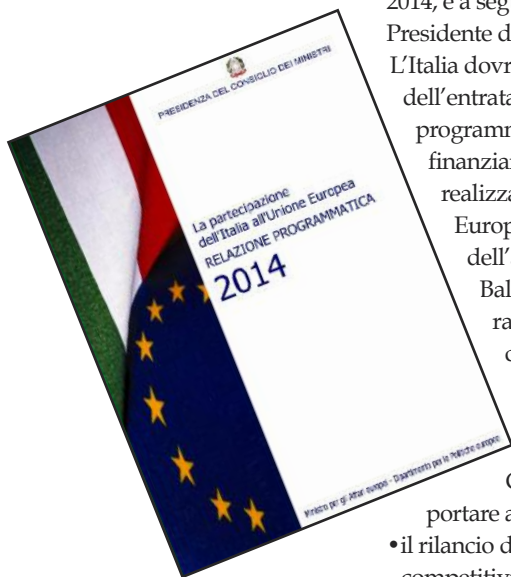 PRESIDENZA DEL CONSIGLIO DEI MINISTRI
La partecipazione
dell'Italia all'Unione Europea
RELAZIONE PROGRAMMATICA
2014
Ministro per gli Affari europei - Dipartimento per le Politiche europee
2014, e a seg
Presidente d
L'Italia dovr
dell'entrata
programm
finanziar
realizza
Europ
dell'
Bal
ra
portare a
•il rilancio d
competitiv